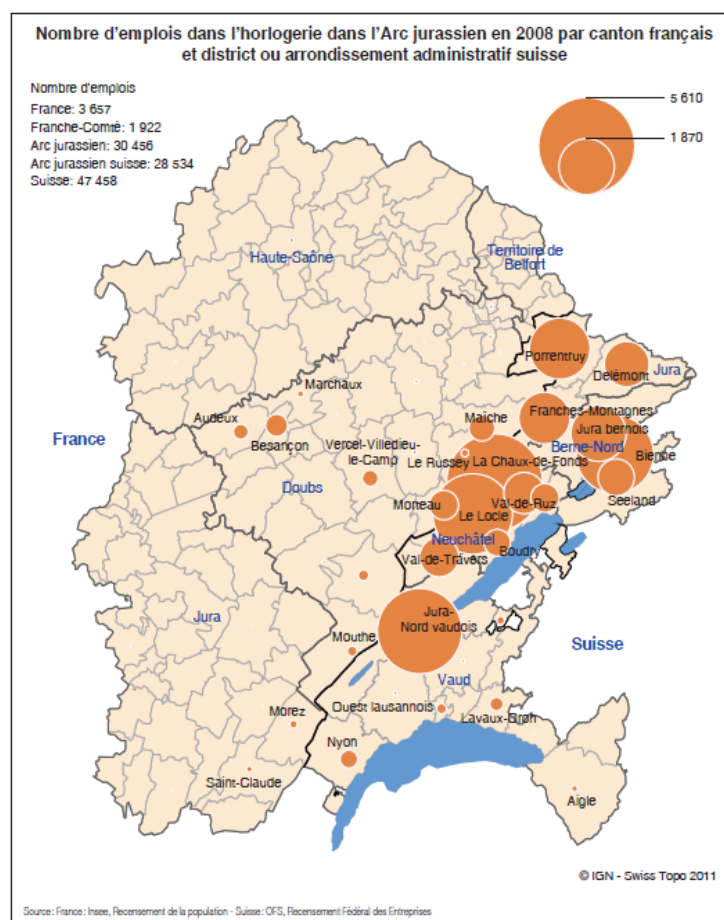 Nombre d'emplois dans l'horlogerie dans l'Arc jurassien en 2008 par canton français
et district ou arrondissement administratif suisse
Nombre d'emplois
France: 3 657
Franche-Comté: 1 922
Arc jurassien: 30 456
Arc jurassien suisse: 28 534
Suisse: 47 458
5 610
1 870
Haute-Saône
Territoire de
Belfort
Porrentruy
Delémont
Jura
Marchaux
Audeux
Besançon
France
Maîche
Franches-Montagnes
Jura bernois
Berne-Nord
Bienne
Vercel-Villedieu-
le-Camp
Le Russey
La Chaux-de-Fonds
Doubs
Seeland
Morteau
Val-de-Ruz
Le Locle
Neuchâtel
Boudry
Val-de-Travers
Jura
Jura-
Nord vaudois
Mouthe
Suisse
Vaud
Ouest lausannois
Lavaux-Oron
Morez
Nyon
Saint-Claude
Aigle
© IGN - Swiss Topo 2011
Source: France: Insee, Recensement de la population - Suisse: OFS, Recensement Fédéral des Entreprises